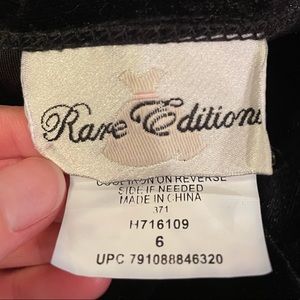 Rare Editions
COOL IRON ON REVERSE
SIDE IF NEEDED
MADE IN CHINA
371
H716109
6
UPC 791088846320